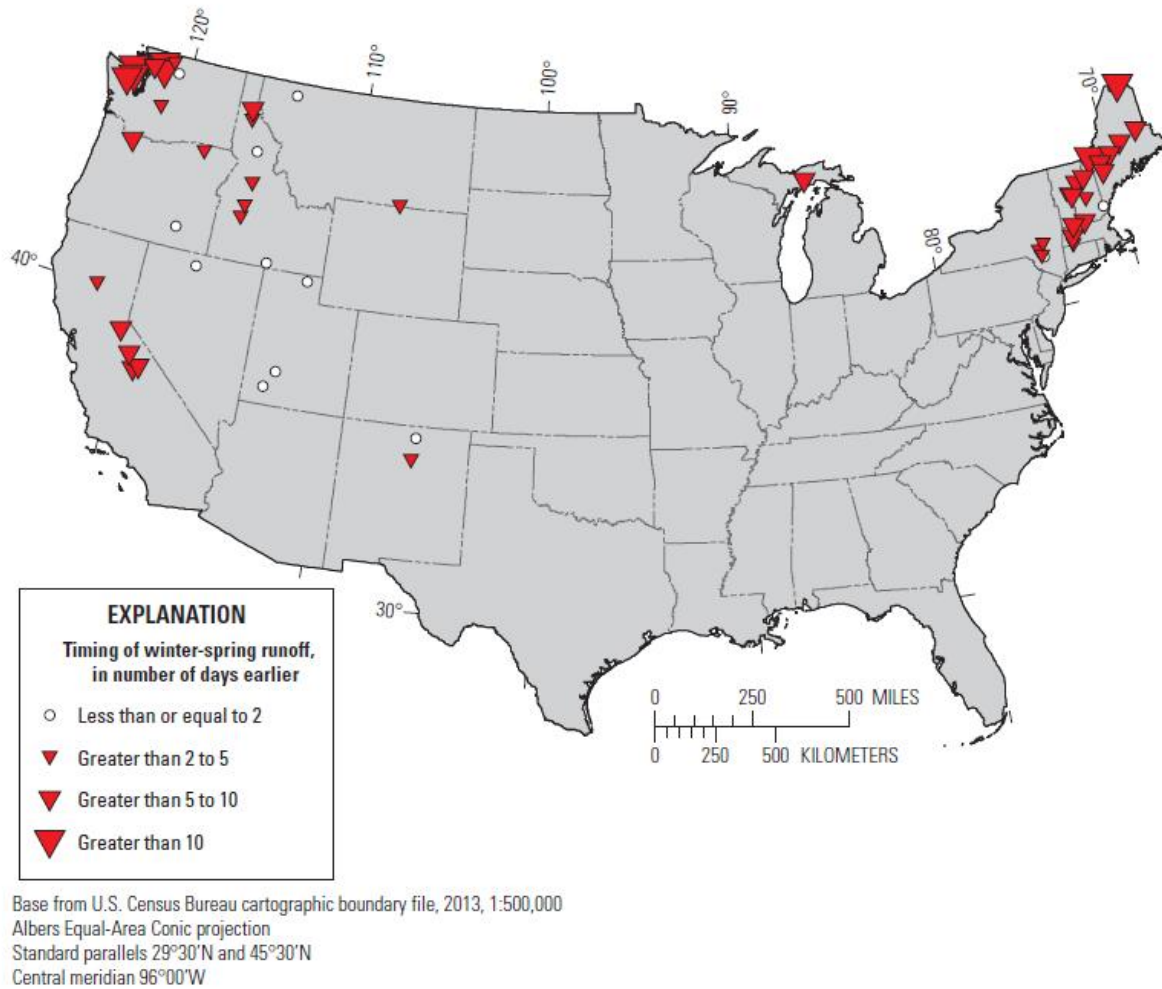 120°
110°
100°
90°
70°
80°
40°
30°
EXPLANATION
Timing of winter-spring runoff,
in number of days earlier
Less than or equal to 2
Greater than 2 to 5
Greater than 5 to 10
Greater than 10
0 250 500 MILES
0 250 500 KILOMETERS
Base from U.S. Census Bureau cartographic boundary file, 2013, 1:500,000
Albers Equal-Area Conic projection
Standard parallels 29°30'N and 45°30'N
Central meridian 96°00'W